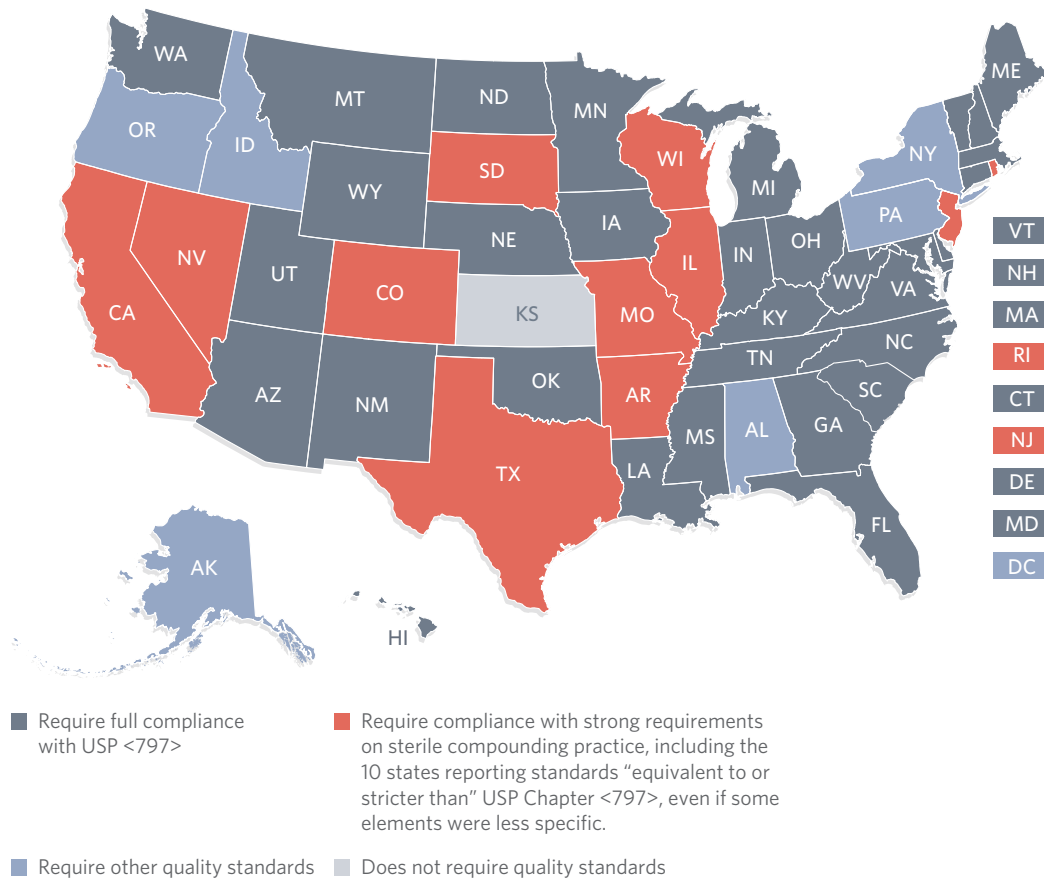 WA
MT
ND
MN
ME
OR
ID
SD
WI
MI
NY
WY
PA
IA
NE
OH
IN
VT
NV
UT
IL
NH
CO
WV
VA
CA
KS
MO
KY
MA
NC
RI
TN
OK
AZ
NM
AR
SC
CT
MS
AL
GA
NJ
TX
LA
DE
FL
MD
AK
DC
HI
Require full compliance
with USP <797>
Require compliance with strong requirements
on sterile compounding practice, including the
10 states reporting standards “equivalent to or
stricter than” USP Chapter <797>, even if some
elements were less specific.
Require other quality standards
Does not require quality standards